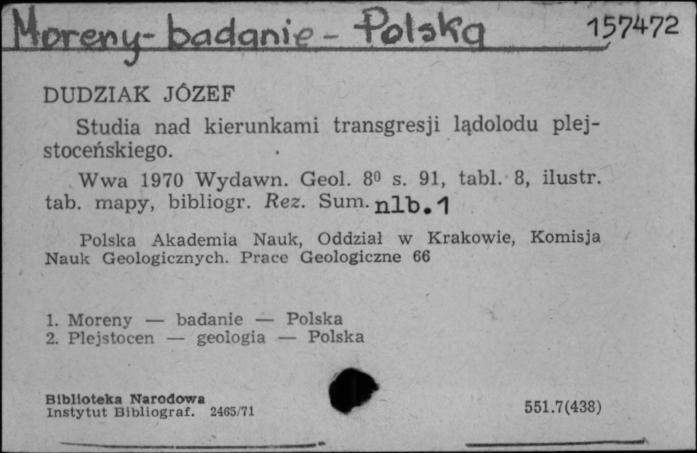 Moreny - badanie - Polska 157472
DUDZIAK JÓZEF
Studia nad kierunkami transgresji lądolodu plej-
stoceńskiego.
Wwa 1970 Wydawn. Geol. 8⁰ s. 91, tabl. 8, ilustr.
tab. mapy, bibliogr. Rez. Sum. nlb. 1
Polska Akademia Nauk, Oddział w Krakowie, Komisja
Nauk Geologicznych. Prace Geologiczne 66
1. Moreny — badanie — Polska
2. Plejstocen — geologia — Polska
Biblioteka Narodowa
Instytut Bibliograf. 2465/71 551.7(438)